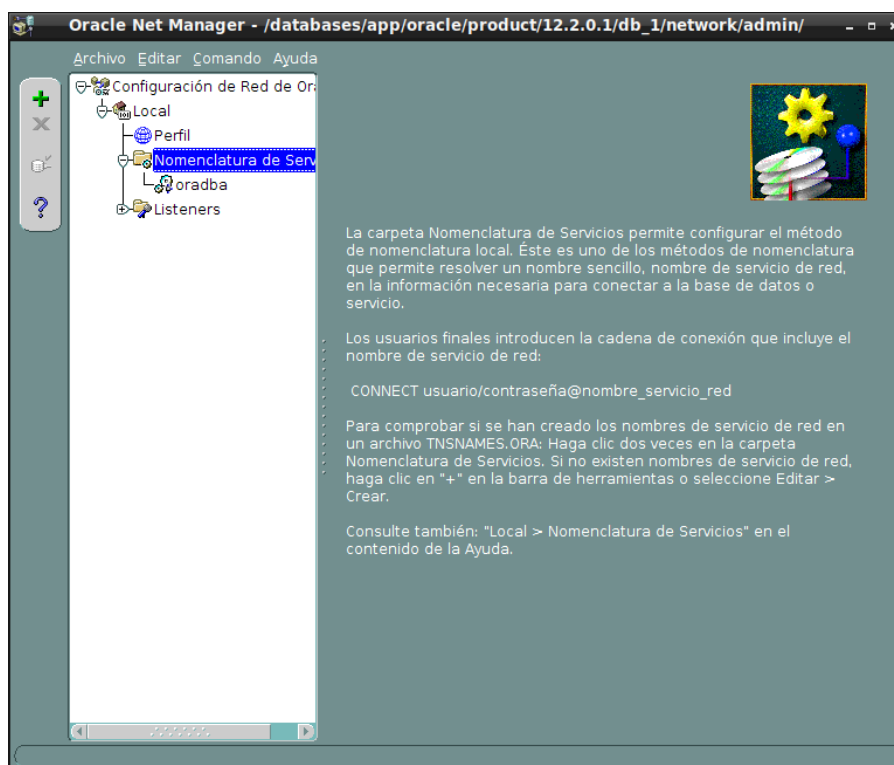 Oracle Net Manager - /databases/app/oracle/product/12.2.0.1/db_1/network/admin/
Archivo Editar Comando Ayuda
Configuración de Red de Or
Local
Perfil
Nomenclatura de Serv
oradba
Listeners
La carpeta Nomenclatura de Servicios permite configurar el método
de nomenclatura local. Éste es uno de los métodos de nomenclatura
que permite resolver un nombre sencillo, nombre de servicio de red,
en la información necesaria para conectar a la base de datos o
servicio.
Los usuarios finales introducen la cadena de conexión que incluye el
nombre de servicio de red:
CONNECT usuario/contraseña@nombre_servicio_red
Para comprobar si se han creado los nombres de servicio de red en
un archivo TNSNAMES.ORA: Haga clic dos veces en la carpeta
Nomenclatura de Servicios. Si no existen nombres de servicio de red,
haga clic en "+" en la barra de herramientas o seleccione Editar >
Crear.
Consulte también: "Local > Nomenclatura de Servicios" en el
contenido de la Ayuda.